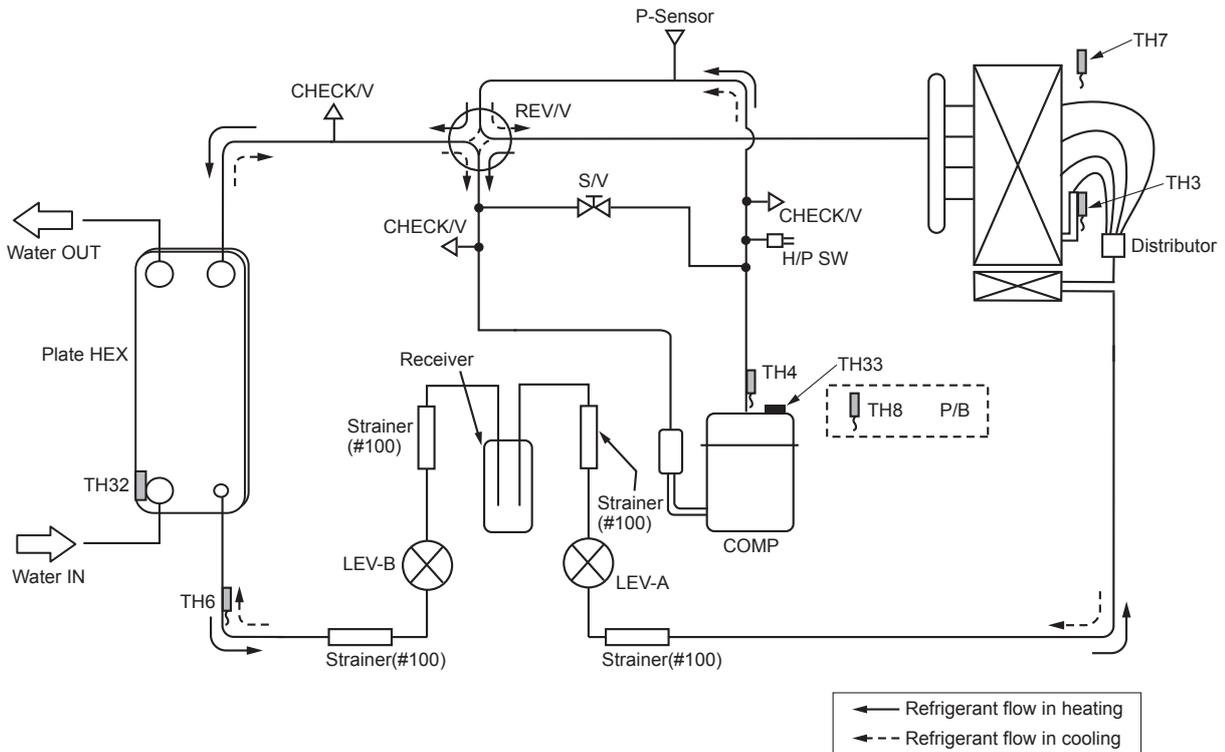 P-Sensor
TH7
CHECK/V
REV/V
TH3
S/V
CHECK/V
Water OUT
CHECK/V
H/P SW
Distributor
Plate HEX
Receiver
TH4
TH33
TH8 P/B
Strainer
(#100)
TH32
Strainer
(#100)
COMP
LEV-B
LEV-A
Water IN
TH6
Strainer(#100)
Strainer(#100)
Refrigerant flow in heating
Refrigerant flow in cooling